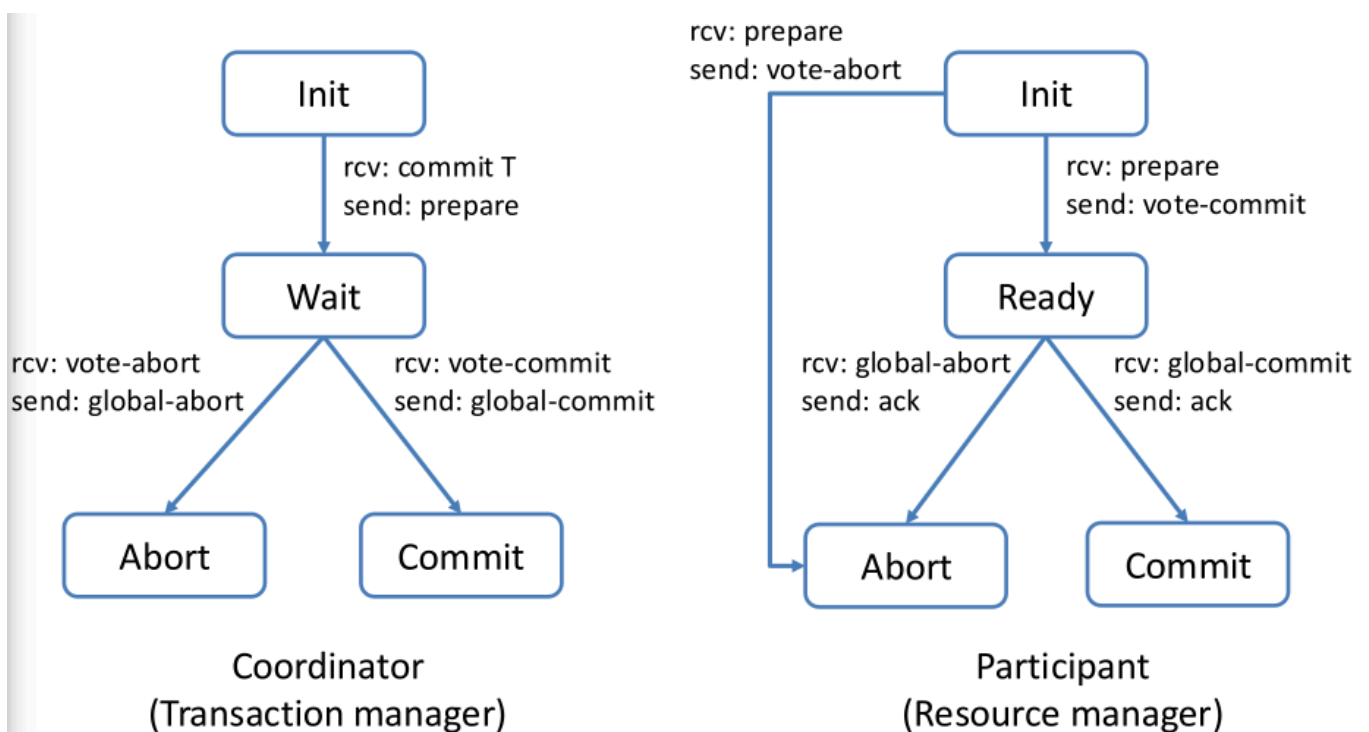 Init
rcv: commit T
send: prepare
Wait
rcv: vote-abort
send: global-abort
rcv: vote-commit
send: global-commit
Abort
Commit
Coordinator
(Transaction manager)
rcv: prepare
send: vote-abort
Init
rcv: prepare
send: vote-commit
Ready
rcv: global-abort
send: ack
rcv: global-commit
send: ack
Abort
Commit
Participant
(Resource manager)